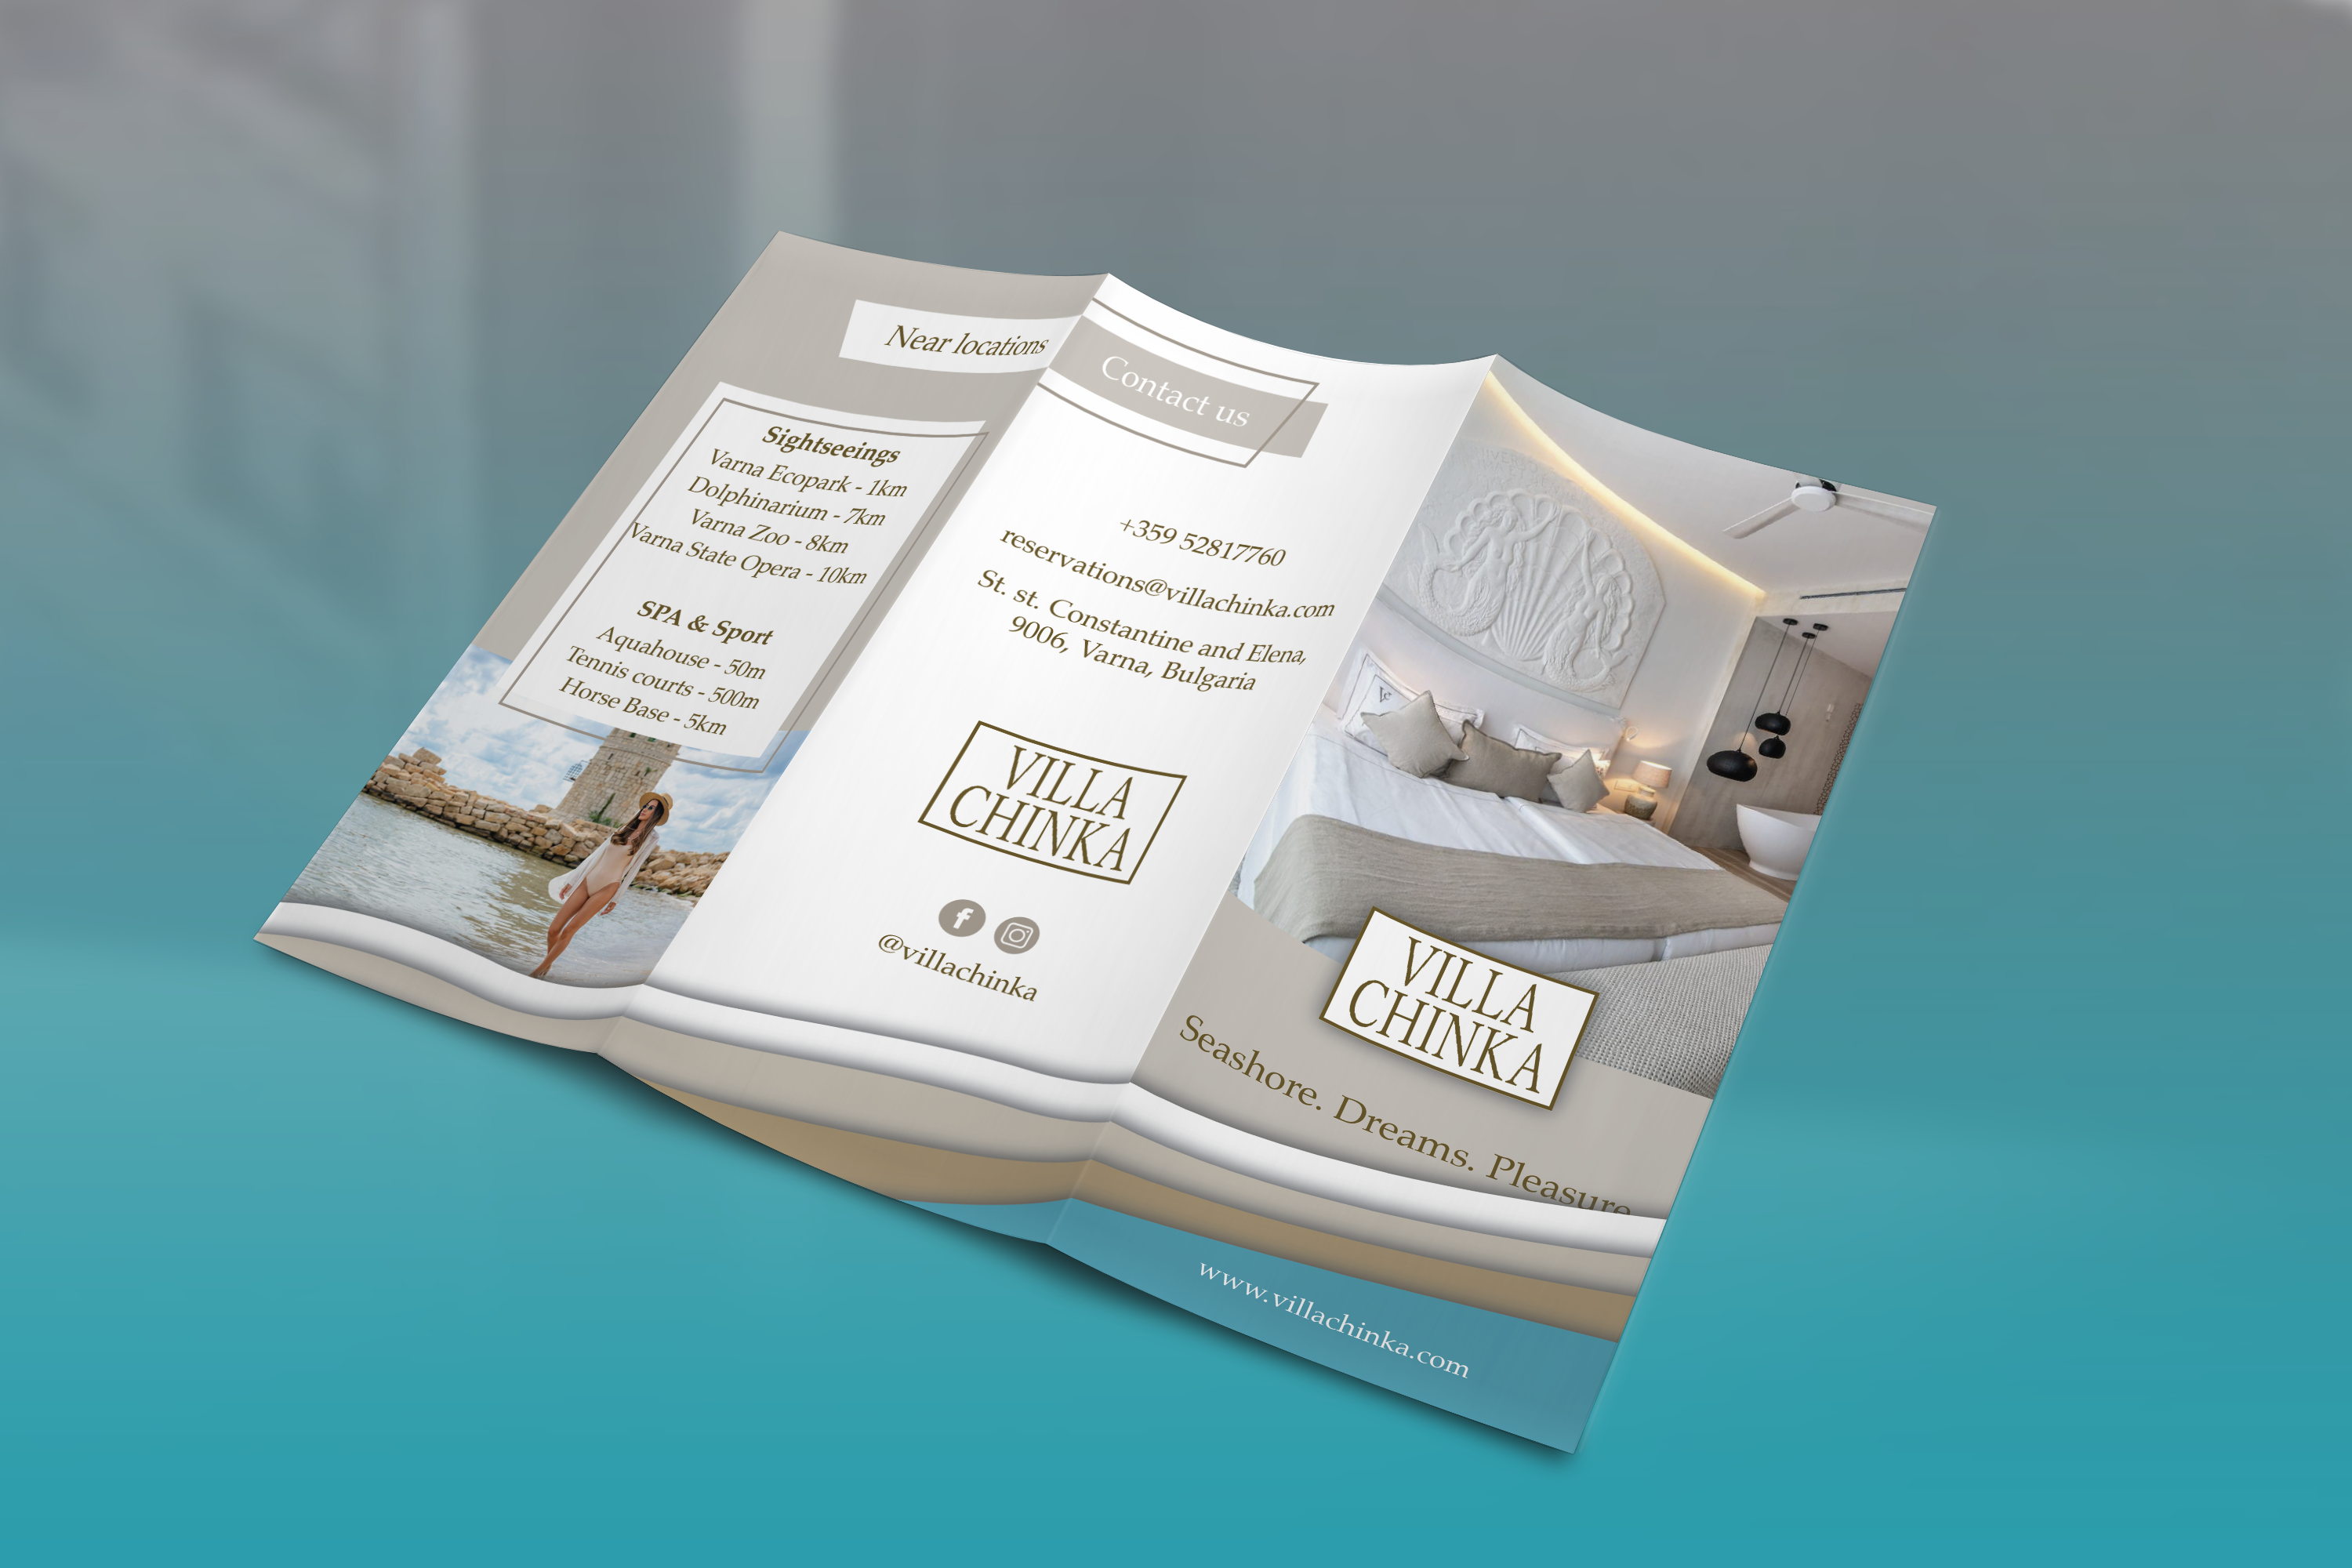 Near locations
Sightseeings
Varna Ecopark - 1km
Dolphinarium - 7km
Varna Zoo - 8km
Varna State Opera - 10km
SPA & Sport
Aquahouse - 50m
Tennis courts - 500m
Horse Base - 5km
Contact us
+359 52817760
reservations@villachinka.com
St. st. Constantine and Elena,
9006, Varna, Bulgaria
VILLA
CHINKA
@villachinka
VILLA
CHINKA
Seashore. Dreams. Pleasure
www.villachinka.com